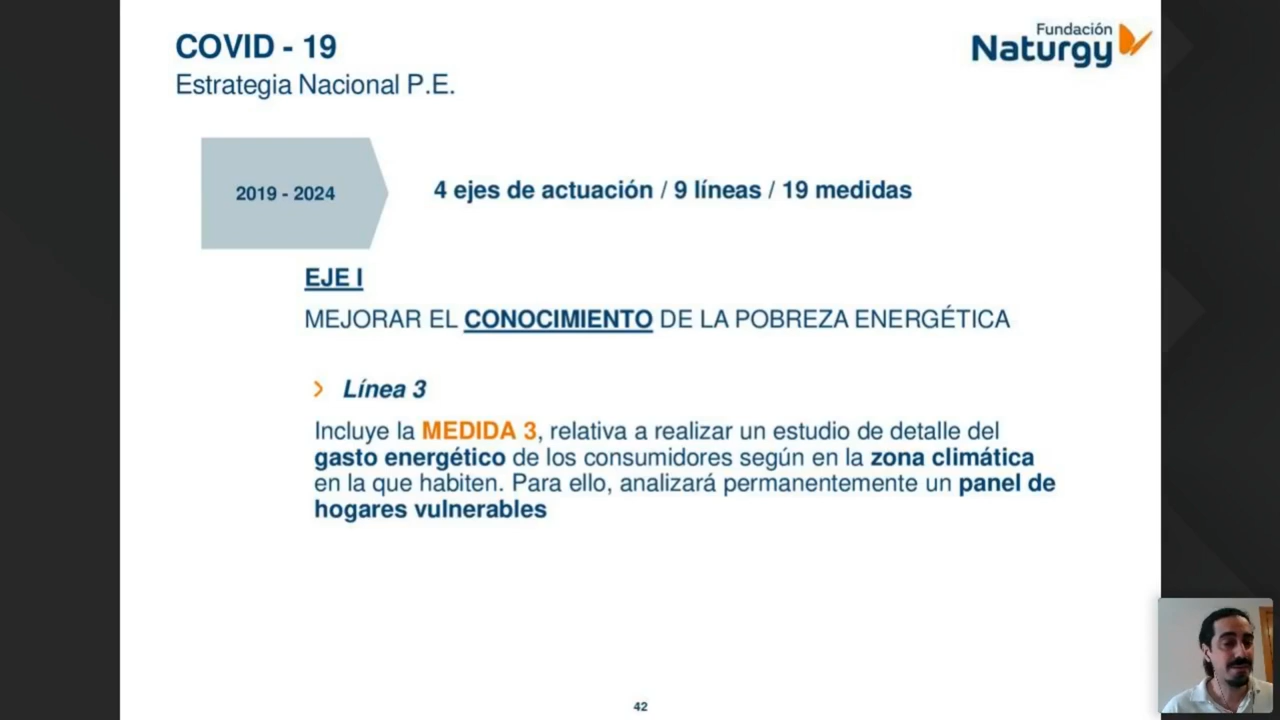 COVID - 19
Estrategia Nacional P.E.
Fundación
Naturgy
2019 - 2024
4 ejes de actuación / 9 líneas / 19 medidas
EJE I
MEJORAR EL CONOCIMIENTO DE LA POBREZA ENERGÉTICA
Línea 3
Incluye la MEDIDA 3, relativa a realizar un estudio de detalle del
gasto energético de los consumidores según en la zona climática
en la que habiten. Para ello, analizará permanentemente un panel de
hogares vulnerables
42